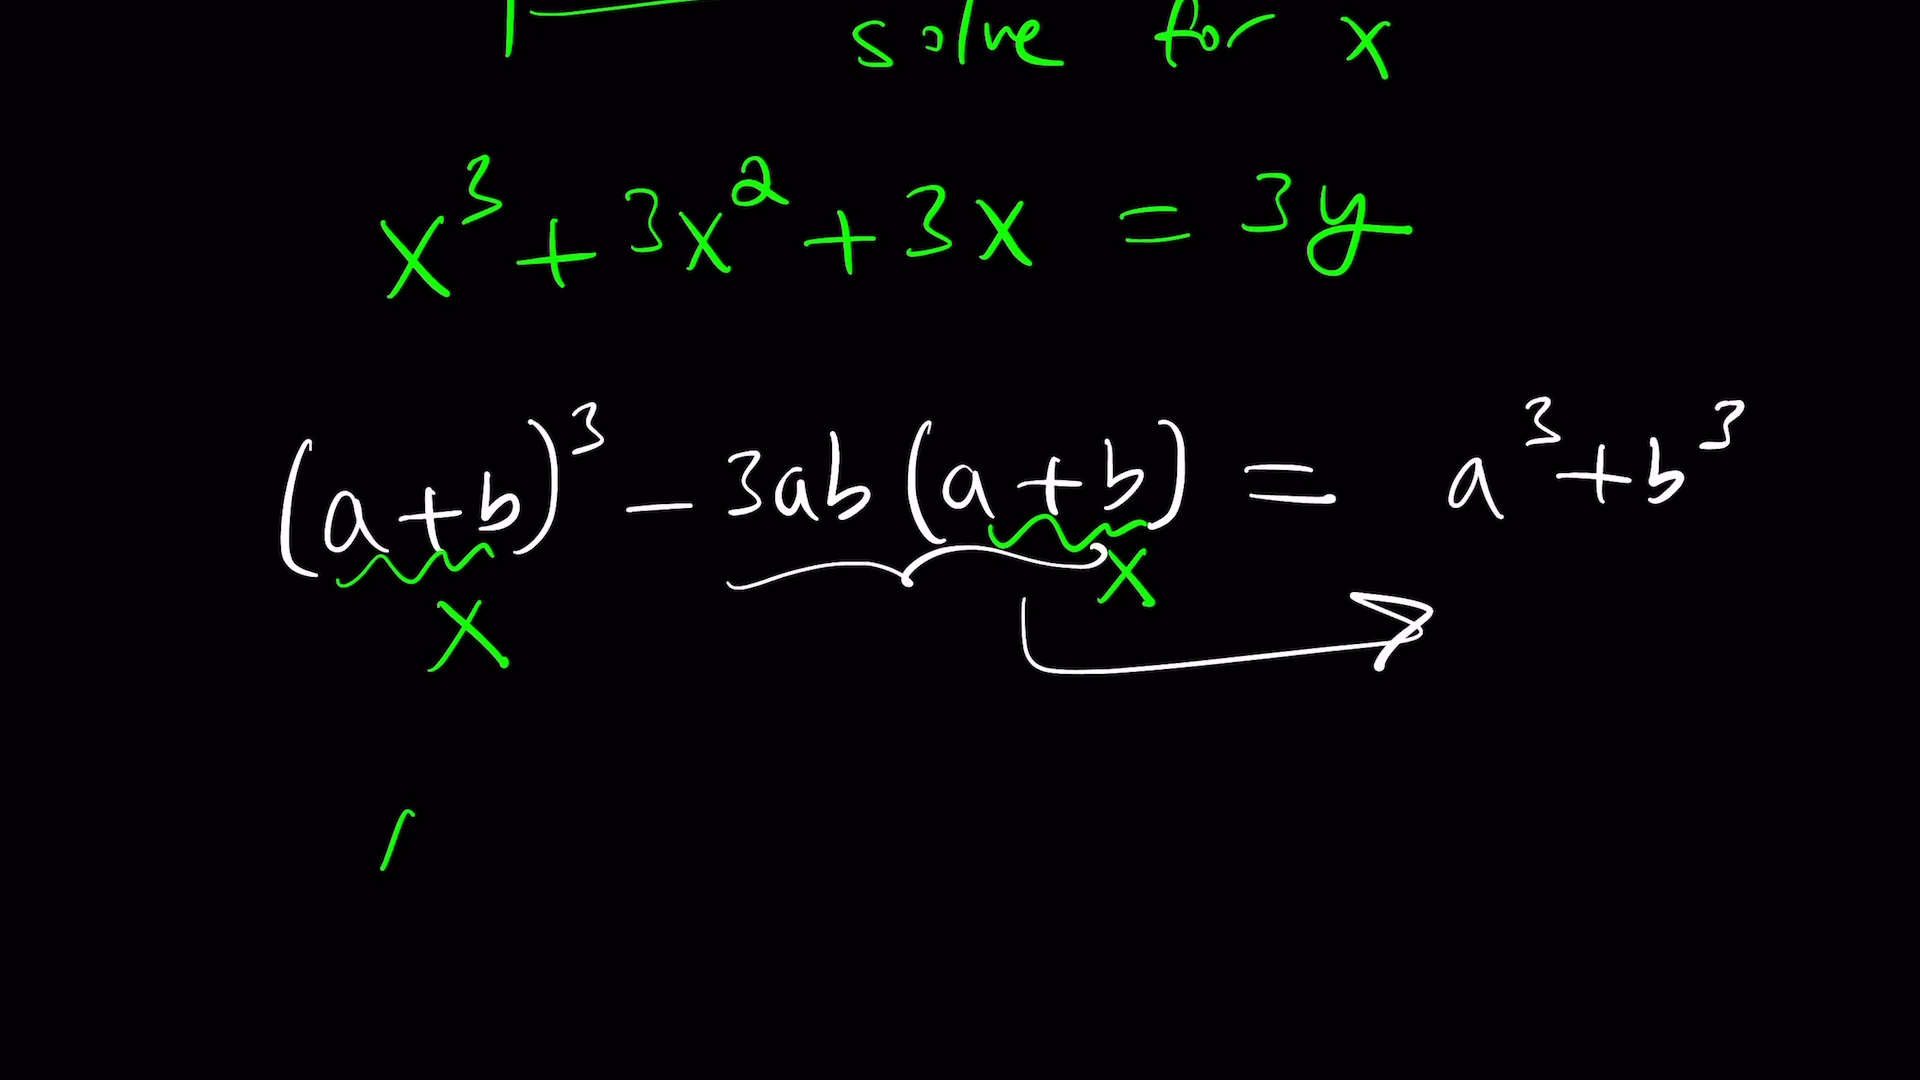 solve for x
x³ + 3x² + 3x = 3y
(a+b)³ - 3ab(a+b) = a³+b³
x
x